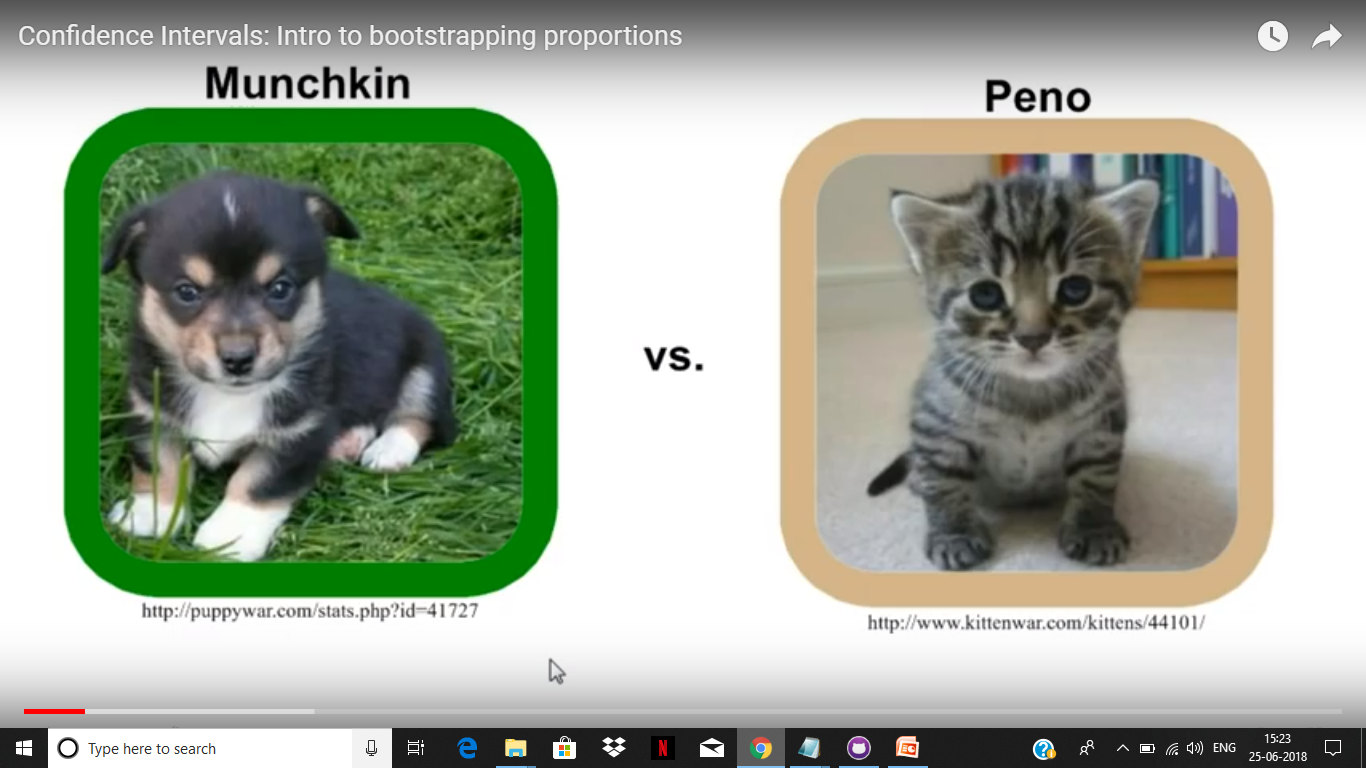 Confidence Intervals: Intro to bootstrapping proportions
Munchkin
Peno
vs.
http://puppywar.com/stats.php?id=41727
http://www.kittenwar.com/kittens/44101/
Type here to search
ENG
15:23
25-06-2018